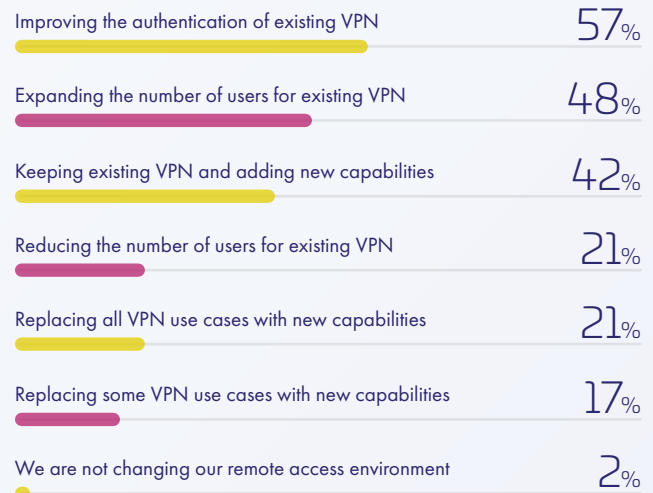 Improving the authentication of existing VPN 57%
Expanding the number of users for existing VPN 48%
Keeping existing VPN and adding new capabilities 42%
Reducing the number of users for existing VPN 21%
Replacing all VPN use cases with new capabilities 21%
Replacing some VPN use cases with new capabilities 17%
We are not changing our remote access environment 2%